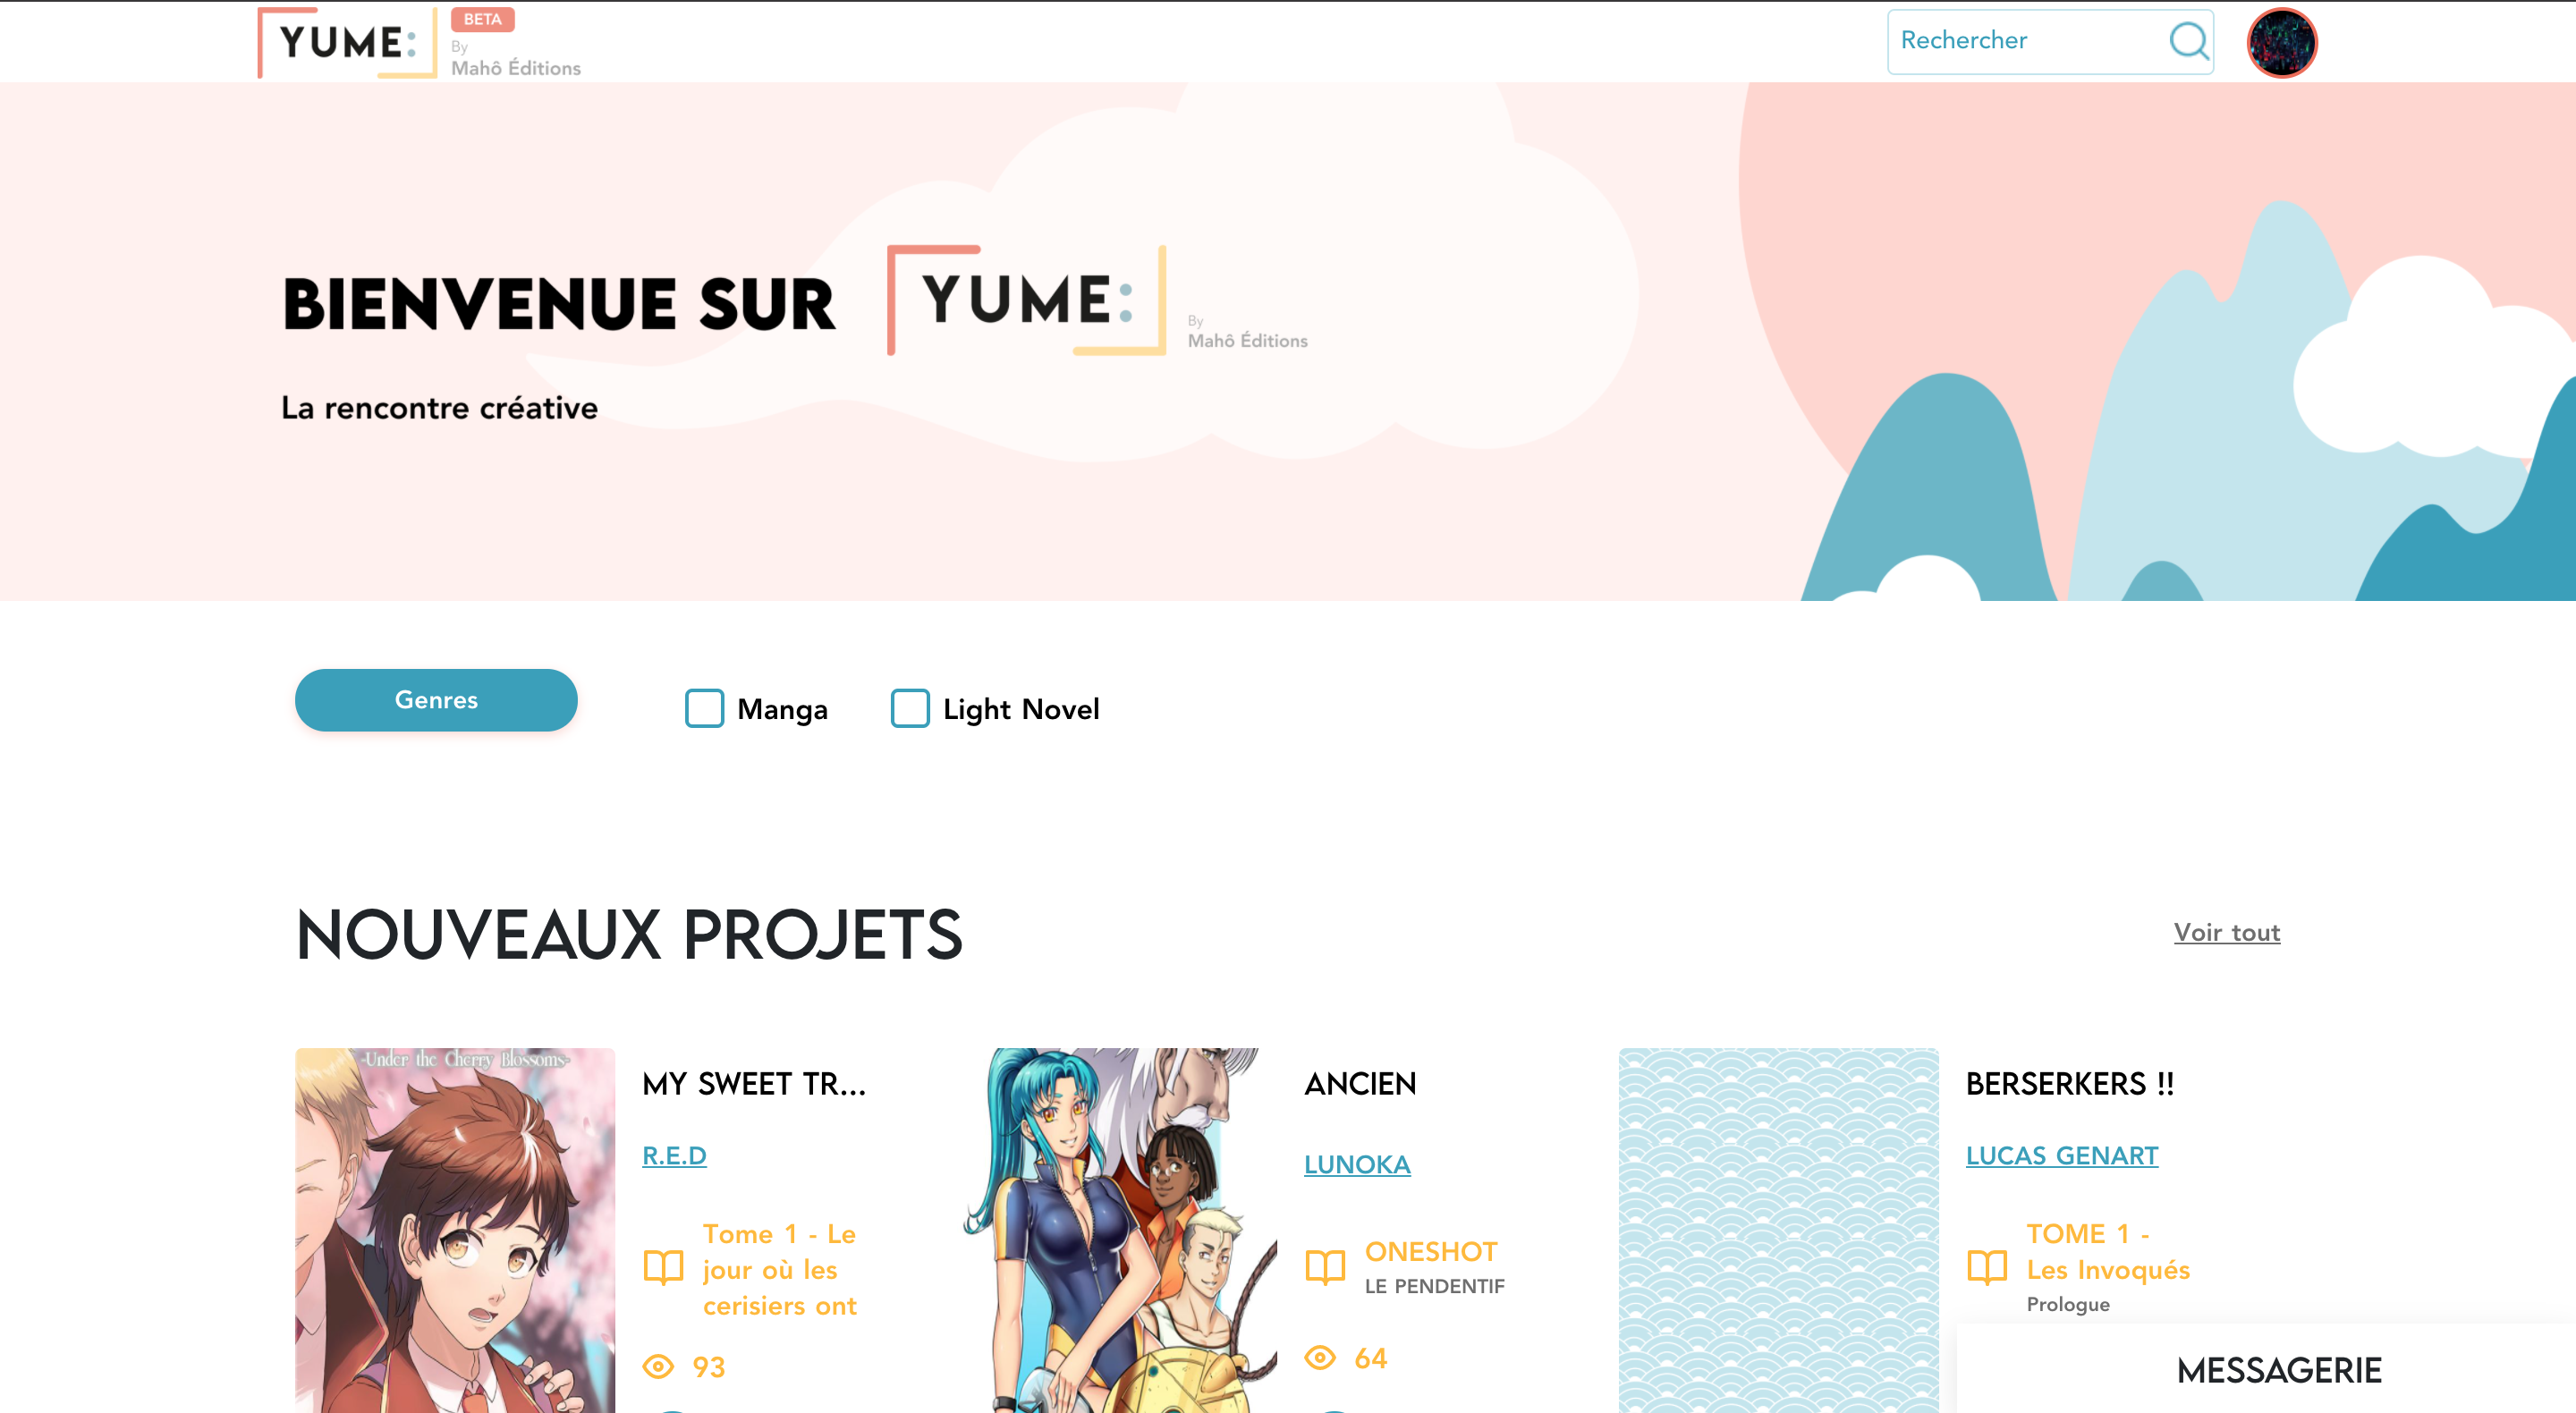 YUME:
BETA
By
Mahô Éditions
Rechercher
BIENVENUE SUR
YUME:
By
Mahô Éditions
La rencontre créative
Genres
Manga
Light Novel
NOUVEAUX PROJETS
Voir tout
-Under the Cherry Blossoms-
MY SWEET TR...
R.E.D
Tome 1 - Le
jour où les
cerisiers ont
93
ANCIEN
LUNOKA
ONESHOT
LE PENDENTIF
64
BERSERKERS !!
LUCAS GENART
TOME 1 -
Les Invoqués
Prologue
MESSAGERIE